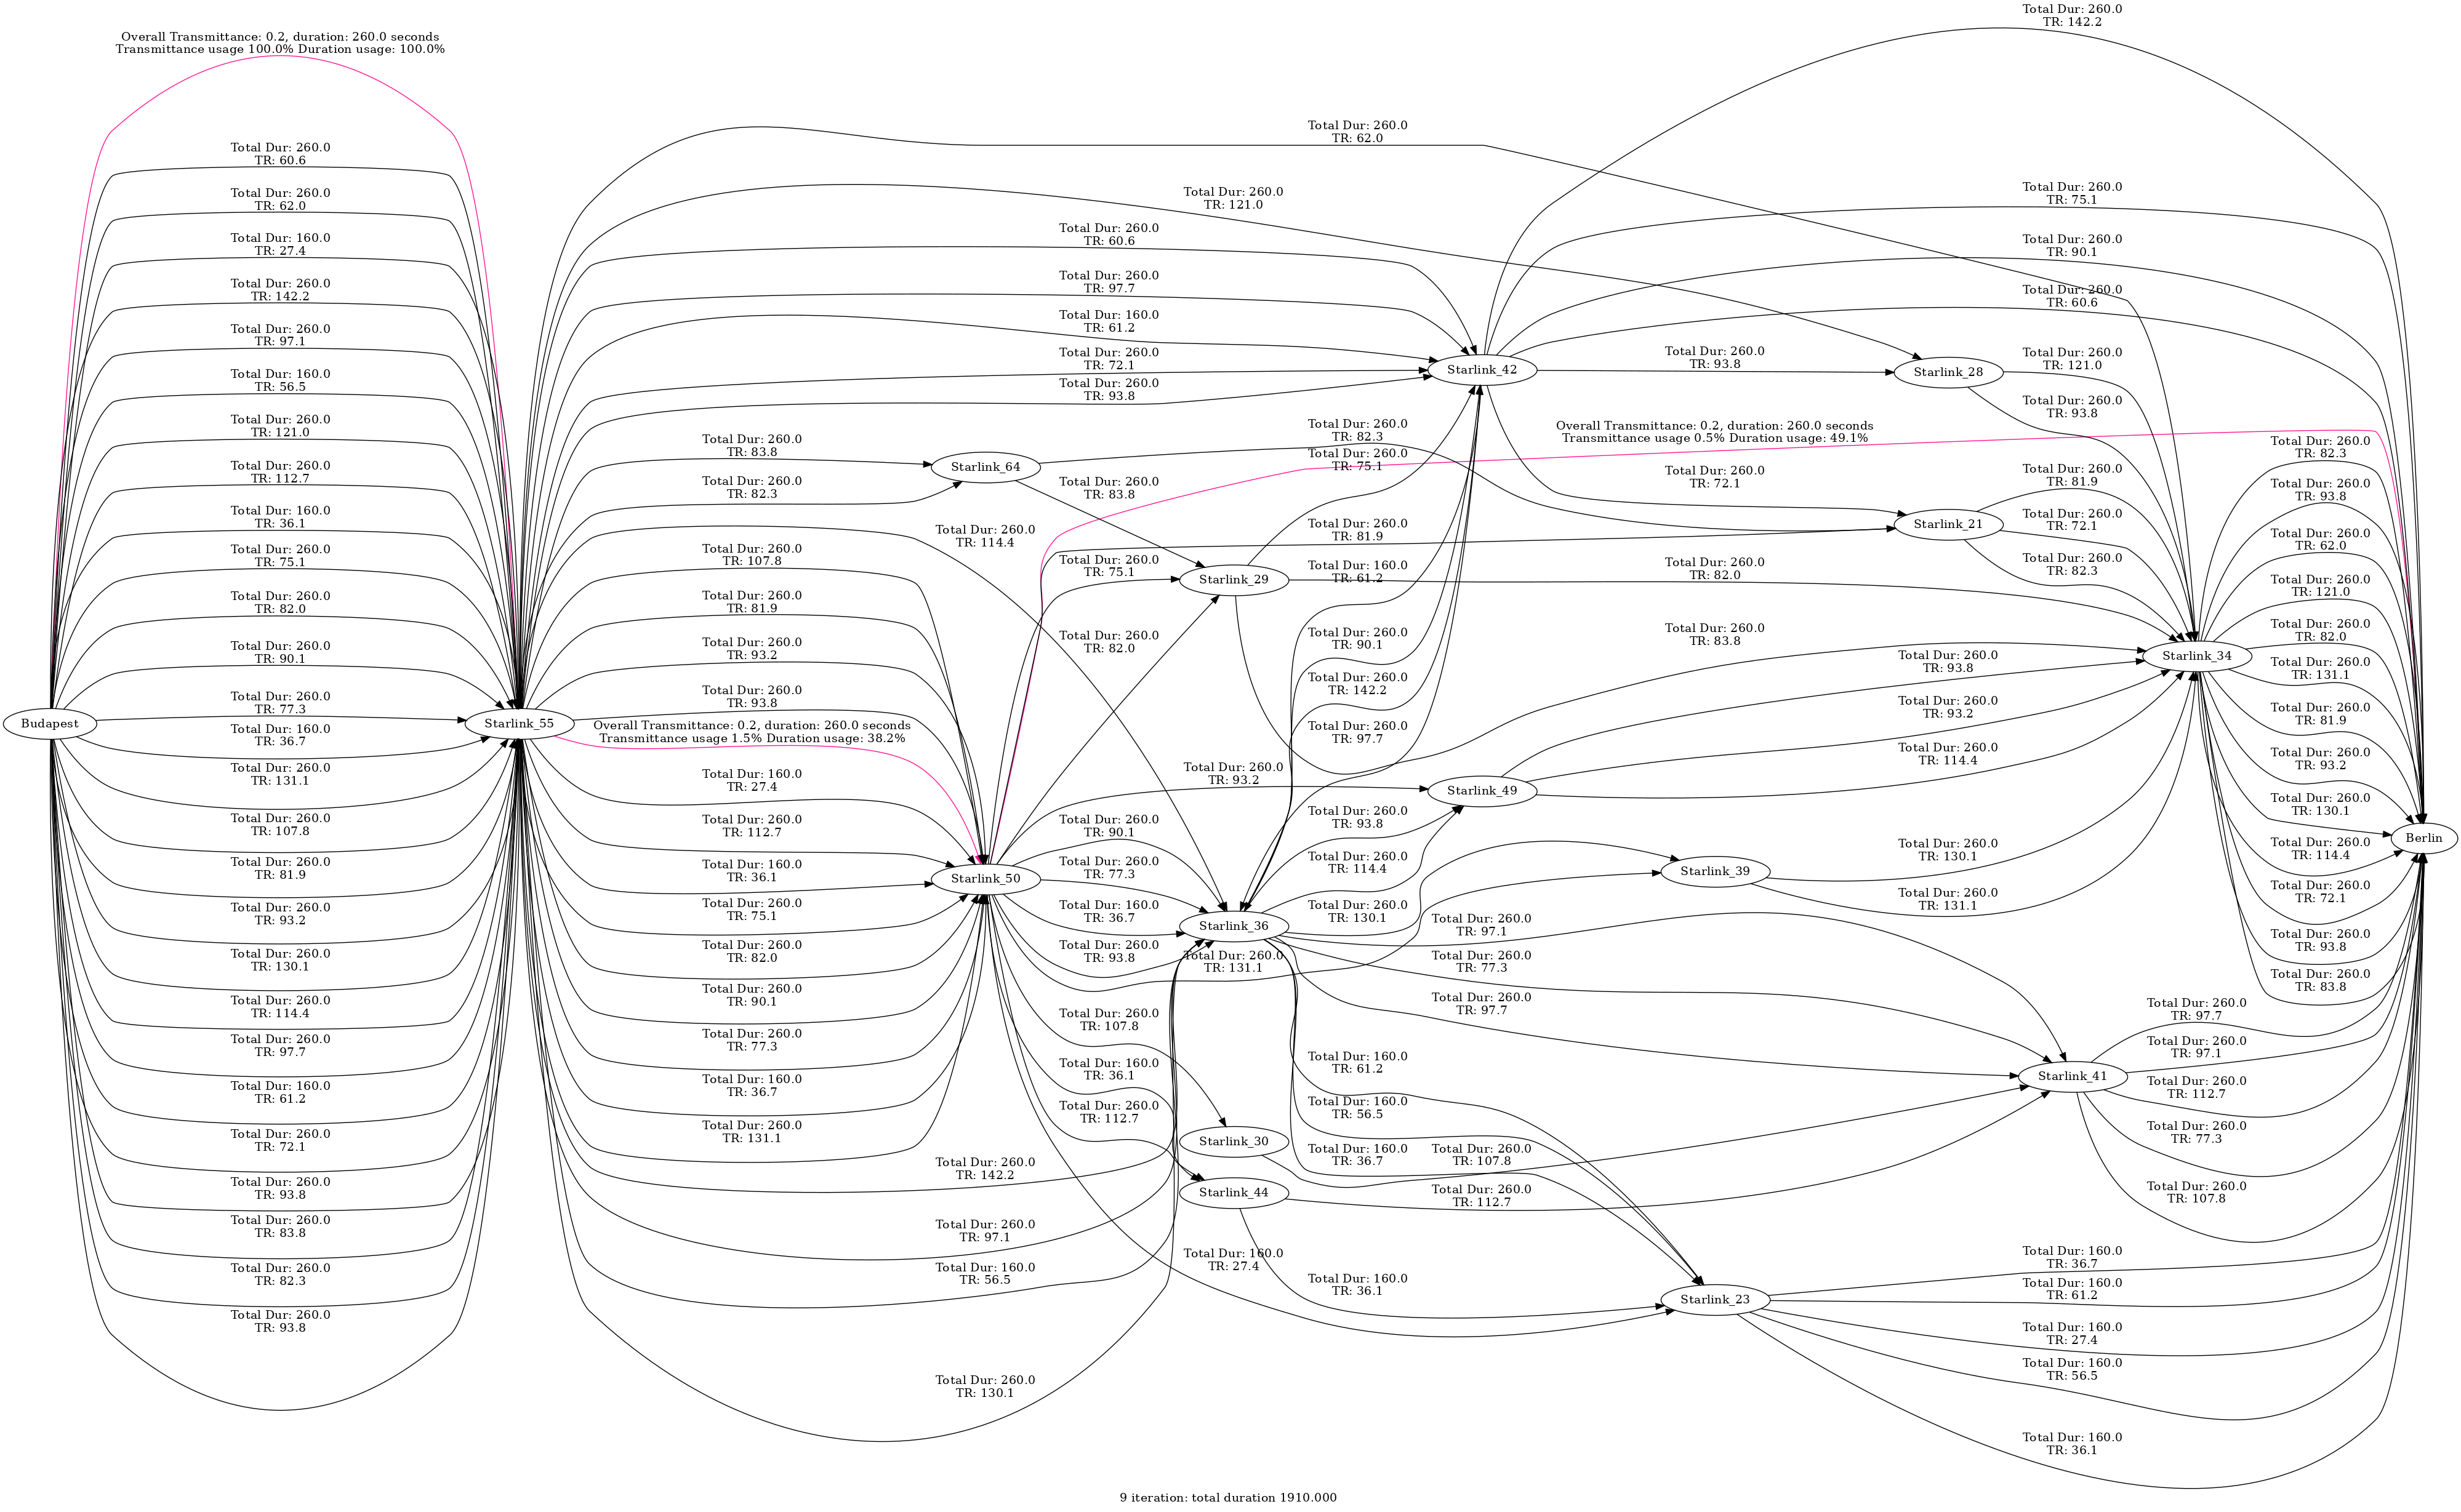 Overall Transmittance: 0.2, duration: 260.0 seconds
Transmittance usage 100.0% Duration usage: 100.0%
Total Dur: 260.0
TR: 60.6
Total Dur: 260.0
TR: 62.0
Total Dur: 160.0
TR: 27.4
Total Dur: 260.0
TR: 142.2
Total Dur: 260.0
TR: 97.1
Total Dur: 160.0
TR: 56.5
Total Dur: 260.0
TR: 121.0
Total Dur: 260.0
TR: 112.7
Total Dur: 160.0
TR: 36.1
Total Dur: 260.0
TR: 75.1
Total Dur: 260.0
TR: 82.0
Total Dur: 260.0
TR: 90.1
Total Dur: 260.0
TR: 77.3
Budapest
Total Dur: 160.0
TR: 36.7
Total Dur: 260.0
TR: 131.1
Total Dur: 260.0
TR: 107.8
Total Dur: 260.0
TR: 81.9
Total Dur: 260.0
TR: 93.2
Total Dur: 260.0
TR: 130.1
Total Dur: 260.0
TR: 114.4
Total Dur: 260.0
TR: 97.7
Total Dur: 160.0
TR: 61.2
Total Dur: 260.0
TR: 72.1
Total Dur: 260.0
TR: 93.8
Total Dur: 260.0
TR: 83.8
Total Dur: 260.0
TR: 82.3
Total Dur: 260.0
TR: 93.8
Starlink_55
Total Dur: 260.0
TR: 83.8
Total Dur: 260.0
TR: 82.3
Total Dur: 260.0
TR: 107.8
Total Dur: 260.0
TR: 81.9
Total Dur: 260.0
TR: 93.2
Total Dur: 260.0
TR: 93.8
Overall Transmittance: 0.2, duration: 260.0 seconds
Transmittance usage 1.5% Duration usage: 38.2%
Total Dur: 160.0
TR: 27.4
Total Dur: 260.0
TR: 112.7
Total Dur: 160.0
TR: 36.1
Total Dur: 260.0
TR: 75.1
Total Dur: 260.0
TR: 82.0
Total Dur: 260.0
TR: 90.1
Total Dur: 260.0
TR: 77.3
Total Dur: 160.0
TR: 36.7
Total Dur: 260.0
TR: 131.1
Starlink_64
Total Dur: 260.0
TR: 114.4
Starlink_50
Total Dur: 260.0
TR: 142.2
Total Dur: 260.0
TR: 97.1
Total Dur: 160.0
TR: 56.5
Total Dur: 260.0
TR: 130.1
Total Dur: 260.0
TR: 121.0
Total Dur: 260.0
TR: 60.6
Total Dur: 260.0
TR: 97.7
Total Dur: 160.0
TR: 61.2
Total Dur: 260.0
TR: 72.1
Total Dur: 260.0
TR: 93.8
Total Dur: 260.0
TR: 83.8
Total Dur: 260.0
TR: 75.1
Starlink_29
Total Dur: 260.0
TR: 82.0
Total Dur: 260.0
TR: 93.2
Total Dur: 260.0
TR: 90.1
Total Dur: 260.0
TR: 77.3
Total Dur: 160.0
TR: 36.7
Starlink_36
Total Dur: 260.0
TR: 93.8
Total Dur: 260.0
TR: 131.1
Total Dur: 260.0
TR: 107.8
Total Dur: 160.0
TR: 36.1
Total Dur: 260.0
TR: 112.7
Starlink_30
Starlink_44
Total Dur: 160.0
TR: 27.4
Total Dur: 260.0
TR: 62.0
Total Dur: 260.0
TR: 82.3
Total Dur: 260.0
TR: 75.1
Total Dur: 260.0
TR: 81.9
Total Dur: 160.0
TR: 61.2
Total Dur: 260.0
TR: 90.1
Total Dur: 260.0
TR: 142.2
Total Dur: 260.0
TR: 97.7
Total Dur: 260.0
TR: 93.8
Total Dur: 260.0
TR: 114.4
Total Dur: 260.0
TR: 130.1
Total Dur: 160.0
TR: 61.2
Total Dur: 160.0
TR: 56.5
Total Dur: 160.0
TR: 36.7
Total Dur: 160.0
TR: 36.1
Starlink_42
Starlink_49
Total Dur: 260.0
TR: 97.1
Total Dur: 260.0
TR: 77.3
Total Dur: 260.0
TR: 97.7
Total Dur: 260.0
TR: 107.8
Total Dur: 260.0
TR: 112.7
Total Dur: 260.0
TR: 93.8
Overall Transmittance: 0.2, duration: 260.0 seconds
Transmittance usage 0.5% Duration usage: 49.1%
Total Dur: 260.0
TR: 72.1
Total Dur: 260.0
TR: 82.0
Total Dur: 260.0
TR: 83.8
Starlink_39
Starlink_23
Starlink_28
Starlink_21
Total Dur: 260.0
TR: 93.8
Total Dur: 260.0
TR: 93.2
Total Dur: 260.0
TR: 114.4
Total Dur: 260.0
TR: 130.1
Total Dur: 260.0
TR: 131.1
Total Dur: 260.0
TR: 142.2
Total Dur: 260.0
TR: 75.1
Total Dur: 260.0
TR: 90.1
Total Dur: 260.0
TR: 60.6
Total Dur: 260.0
TR: 121.0
Total Dur: 260.0
TR: 93.8
Total Dur: 260.0
TR: 81.9
Total Dur: 260.0
TR: 72.1
Total Dur: 260.0
TR: 82.3
Starlink_34
Starlink_41
Total Dur: 260.0
TR: 97.7
Total Dur: 260.0
TR: 97.1
Total Dur: 260.0
TR: 112.7
Total Dur: 260.0
TR: 77.3
Total Dur: 260.0
TR: 107.8
Total Dur: 160.0
TR: 36.7
Total Dur: 160.0
TR: 61.2
Total Dur: 160.0
TR: 27.4
Total Dur: 160.0
TR: 56.5
Total Dur: 160.0
TR: 36.1
Total Dur: 260.0
TR: 82.3
Total Dur: 260.0
TR: 93.8
Total Dur: 260.0
TR: 62.0
Total Dur: 260.0
TR: 121.0
Total Dur: 260.0
TR: 82.0
Total Dur: 260.0
TR: 131.1
Total Dur: 260.0
TR: 81.9
Total Dur: 260.0
TR: 93.2
Total Dur: 260.0
TR: 130.1
Total Dur: 260.0
TR: 114.4
Total Dur: 260.0
TR: 72.1
Total Dur: 260.0
TR: 93.8
Total Dur: 260.0
TR: 83.8
Berlin
9 iteration: total duration 1910.000